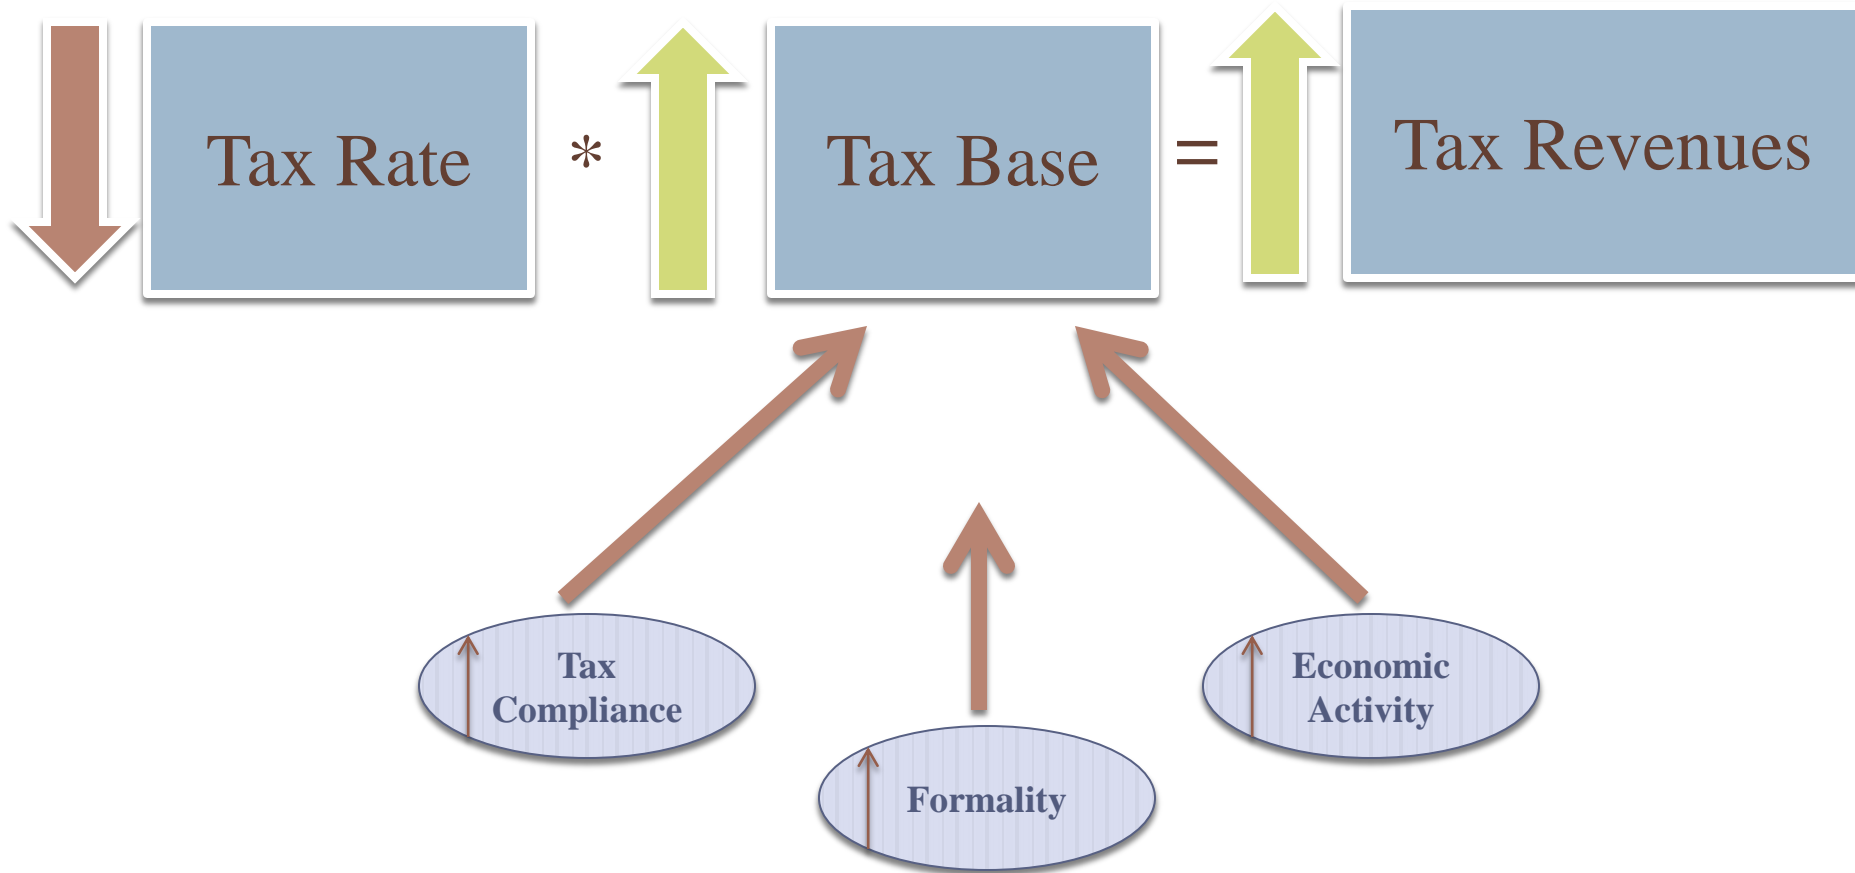 Tax Rate * Tax Base = Tax Revenues
Tax
Compliance
Formality
Economic
Activity